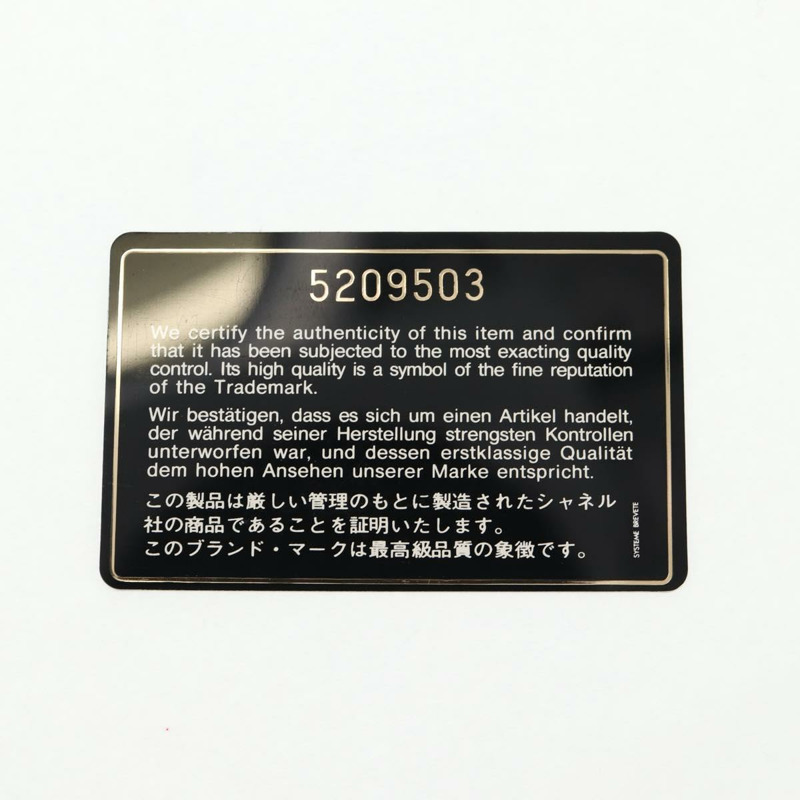 5209503
We certify the authenticity of this item and confirm
that it has been subjected to the most exacting quality
control. Its high quality is a symbol of the fine reputation
of the Trademark.
Wir bestätigen, dass es sich um einen Artikel handelt,
der während seiner Herstellung strengsten Kontrollen
unterworfen war, und dessen erstklassige Qualität
dem hohen Ansehen unserer Marke entspricht.
この製品は厳しい管理のもとに製造されたシャネル
社の商品であることを証明いたします。
このブランド・マークは最高級品質の象徴です。
SYSTEME BREVETE